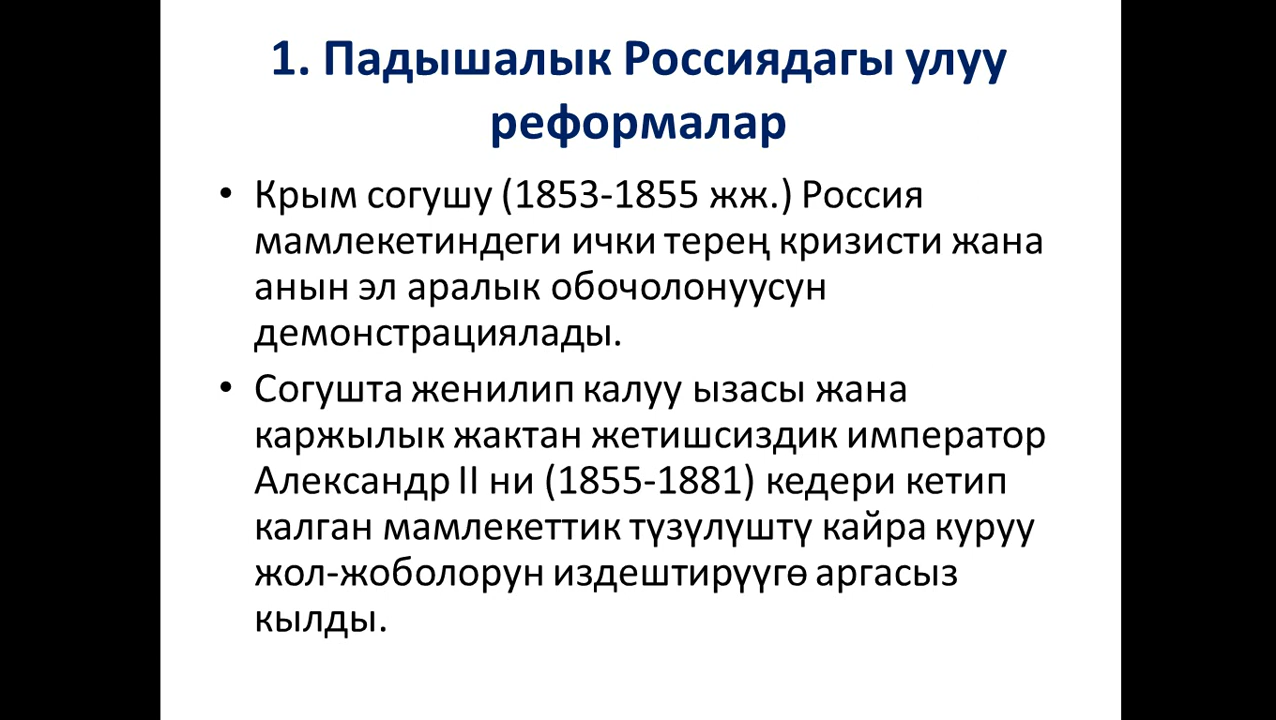 1. Падышалык Россиядагы улуу
реформалар
• Крым согушу (1853-1855 жж.) Россия
мамлекетиндеги ички терең кризисти жана
анын эл аралык обочолонуусун
демонстрациялады.
• Согушта женилип калуу ызасы жана
каржылык жактан жетишсиздик император
Александр II ни (1855-1881) кедери кетип
калган мамлекеттик түзүлүштү кайра куруу
жол-жоболорун издештирүүгө аргасыз
кылды.